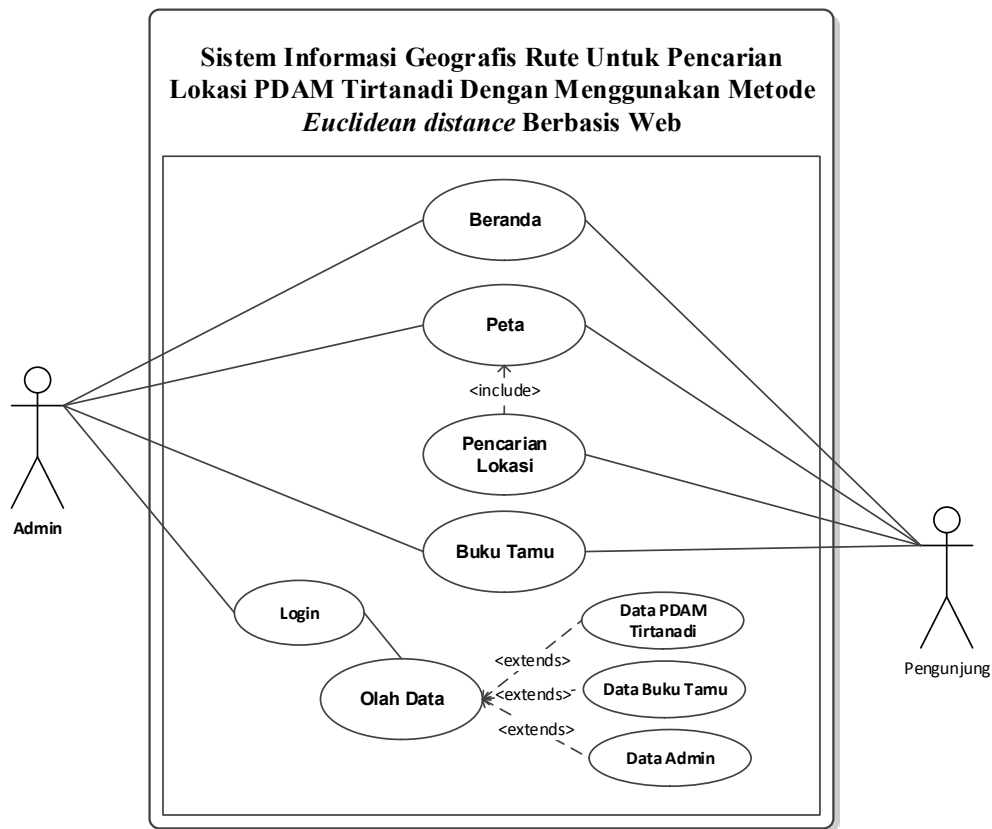 Sistem Informasi Geografis Rute Untuk Pencarian
Lokasi PDAM Tirtanadi Dengan Menggunakan Metode
Euclidean distance Berbasis Web
Beranda
Peta
<include>
Pencarian
Lokasi
Admin
Buku Tamu
Login
Data PDAM
Tirtanadi
<extends>
Pengunjung
Olah Data
<extends>
Data Buku Tamu
<extends>
Data Admin